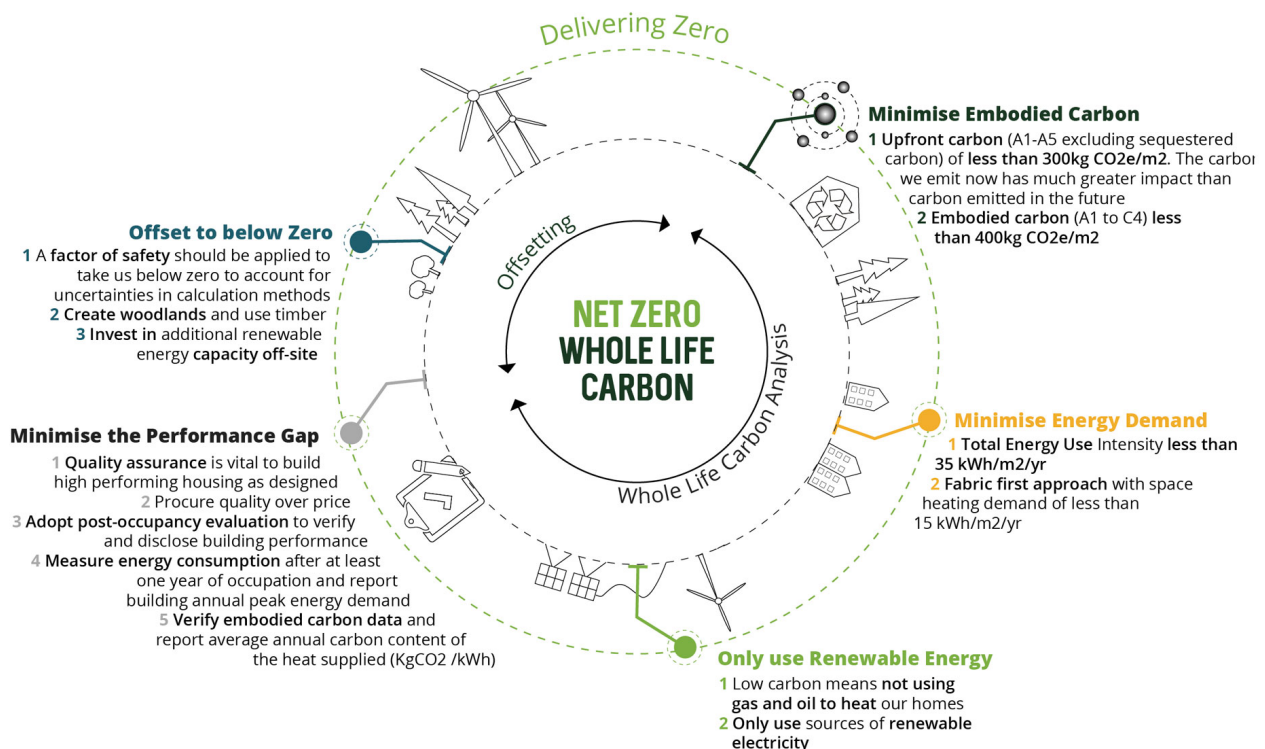 Delivering Zero
Minimise Embodied Carbon
1 Upfront carbon (A1-A5 excluding sequestered
carbon) of less than 300kg CO2e/m2. The carbon
we emit now has much greater impact than
carbon emitted in the future
2 Embodied carbon (A1 to C4) less
than 400kg CO2e/m2
Minimise Energy Demand
1 Total Energy Use Intensity less than
35 kWh/m2/yr
2 Fabric first approach with space
heating demand of less than
15 kWh/m2/yr
Only use Renewable Energy
1 Low carbon means not using
gas and oil to heat our homes
2 Only use sources of renewable
electricity
Minimise the Performance Gap
1 Quality assurance is vital to build
high performing housing as designed
2 Procure quality over price
3 Adopt post-occupancy evaluation to verify
and disclose building performance
4 Measure energy consumption after at least
one year of occupation and report
building annual peak energy demand
5 Verify embodied carbon data and
report average annual carbon content of
the heat supplied (KgCO2 /kWh)
Offset to below Zero
1 A factor of safety should be applied to
take us below zero to account for
uncertainties in calculation methods
2 Create woodlands and use timber
3 Invest in additional renewable
energy capacity off-site
Offsetting
NET ZERO
WHOLE LIFE
CARBON
Whole Life Carbon Analysis